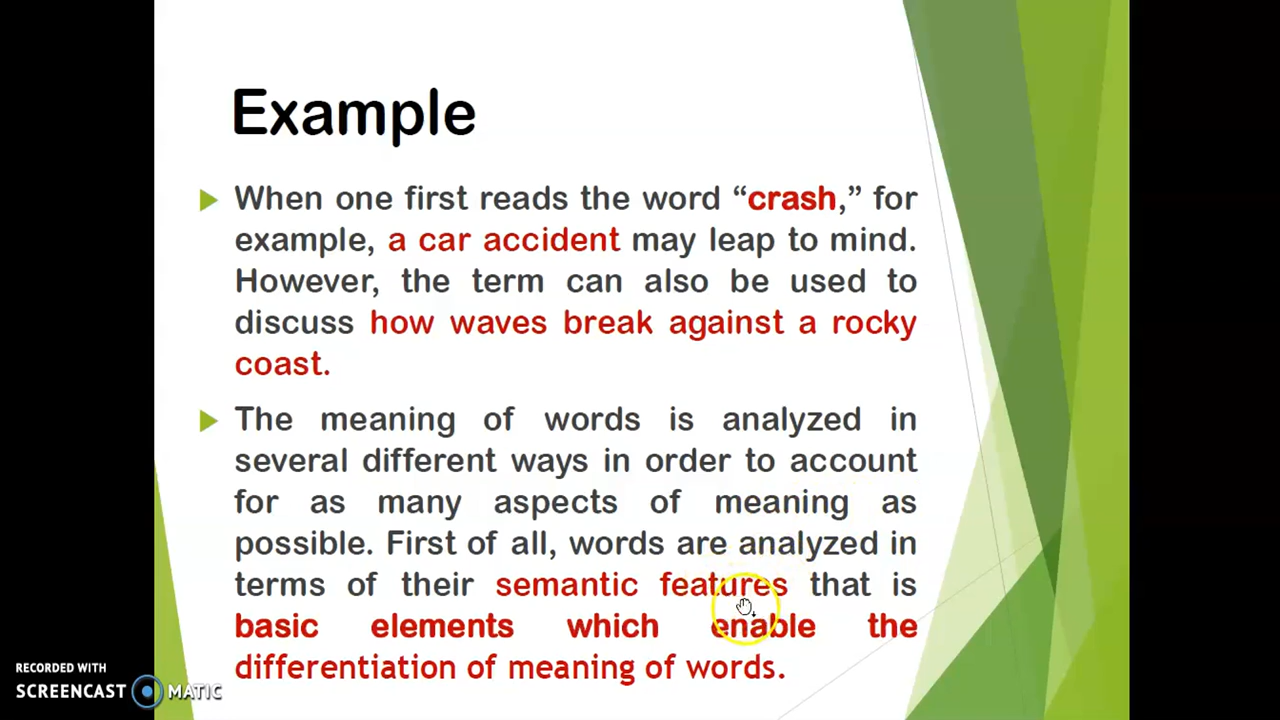 Example
When one first reads the word “crash,” for
example, a car accident may leap to mind.
However, the term can also be used to
discuss how waves break against a rocky
coast.
The meaning of words is analyzed in
several different ways in order to account
for as many aspects of meaning as
possible. First of all, words are analyzed in
terms of their semantic features that is
basic elements which enable the
differentiation of meaning of words.
RECORDED WITH
SCREENCAST MATIC